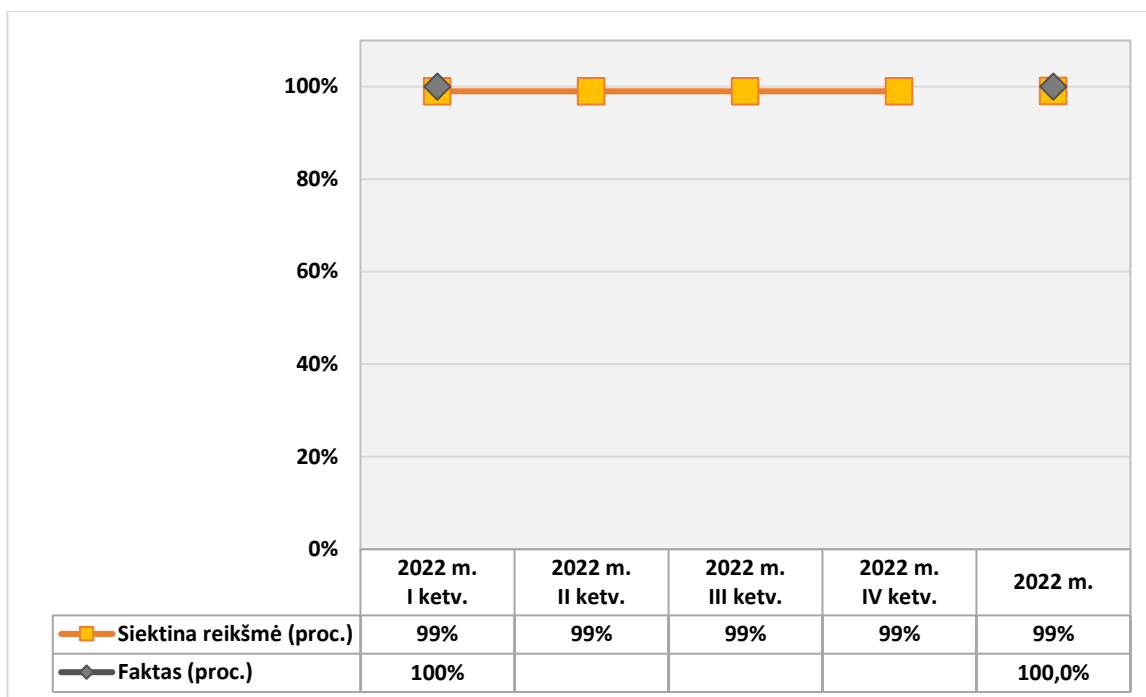 100%
80%
60%
40%
20%
0%
2022 m. I ketv.
2022 m. II ketv.
2022 m. III ketv.
2022 m. IV ketv.
2022 m.
Siektina reikšmė (proc.) 99% 99% 99% 99% 99%
Faktas (proc.) 100% 100,0%